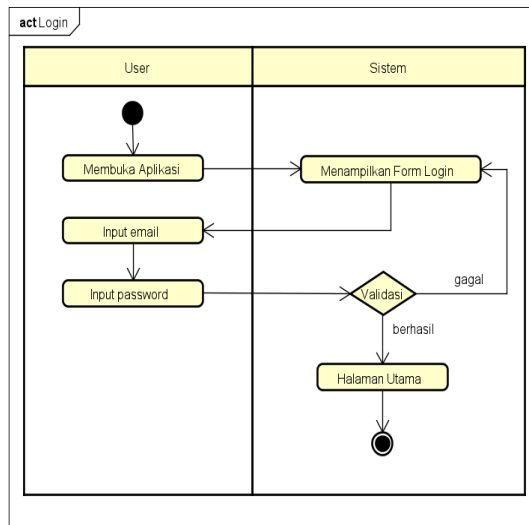 act Login
User
Sistem
Membuka Aplikasi
Menampilkan Form Login
Input email
Input password
Validasi
gagal
berhasil
Halaman Utama